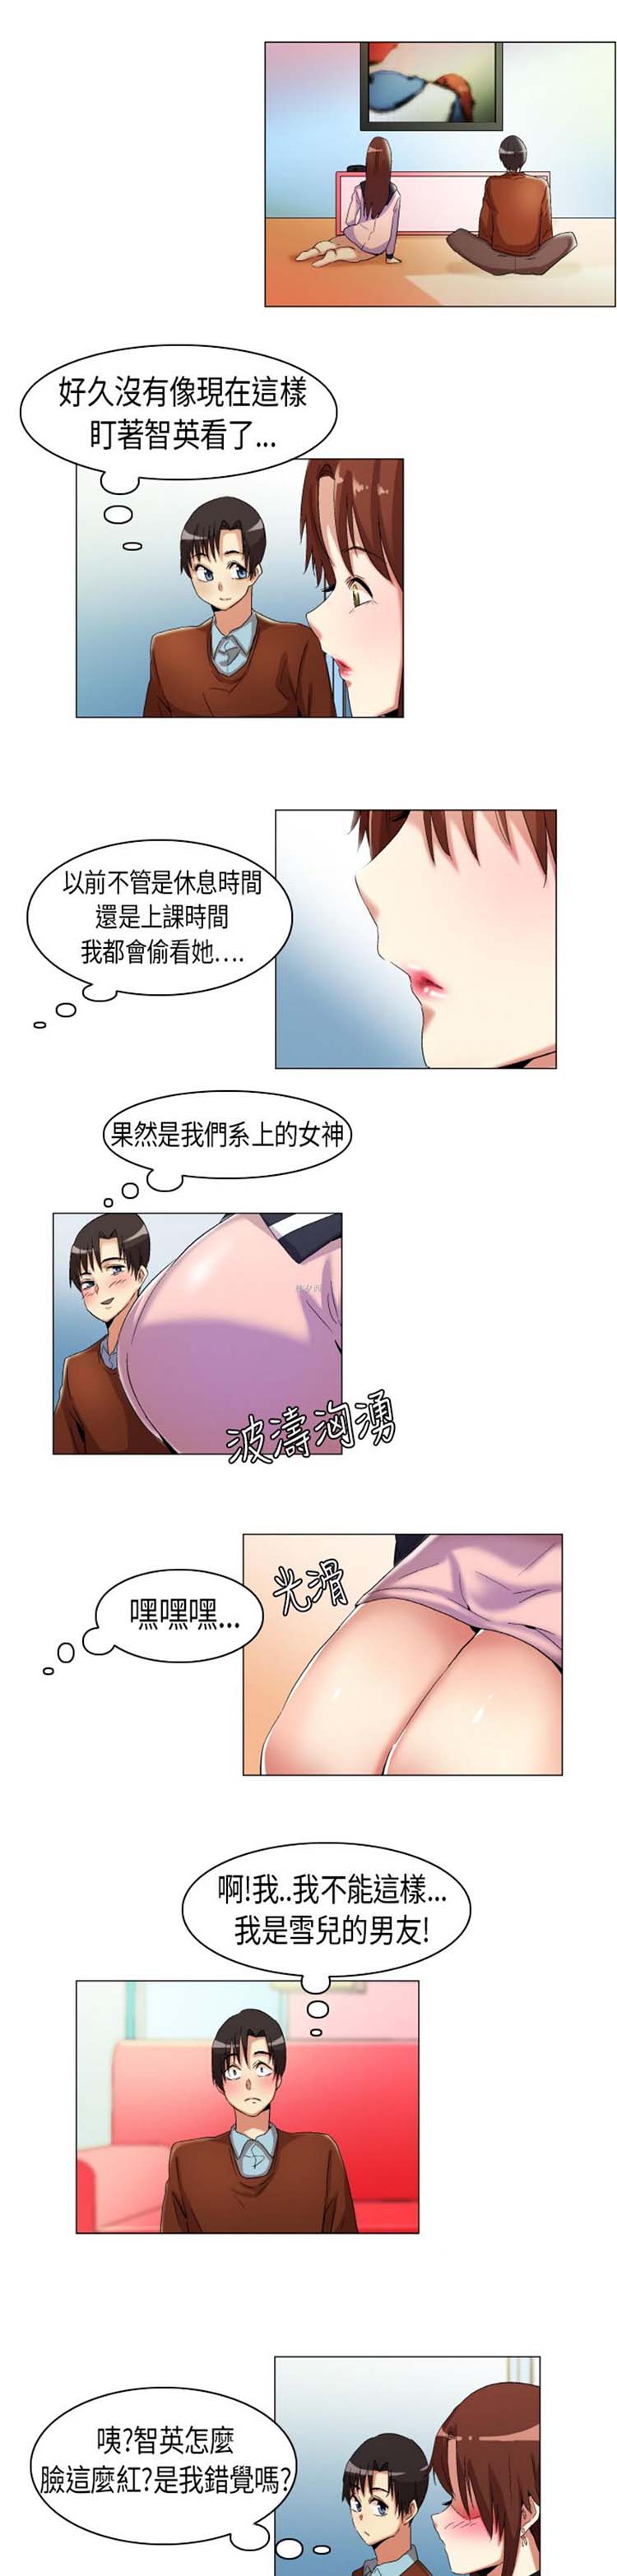 好久沒有像現在這樣
盯著智英看了...
以前不管是休息時間
還是上課時間
我都會偷看她....
果然是我們系上的女神
波濤洶湧
光滑
嘿嘿嘿...
啊!我..我不能這樣...
我是雪兒的男友!
咦?智英怎麼
臉這麼紅?是我錯覺嗎?